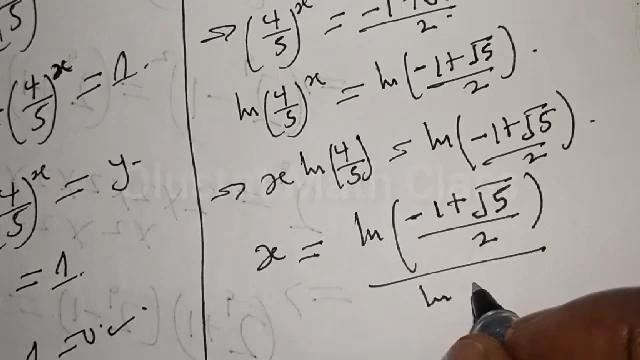 (4/5)^x = 1.
(4/5)^x = y
= 1.
= 0. ✓
=> (4/5)^x = (-1+√5)/2.
ln(4/5)^x = ln((-1+√5)/2).
=> x ln(4/5) = ln((-1+√5)/2).
x = ln((-1+√5)/2)
ln